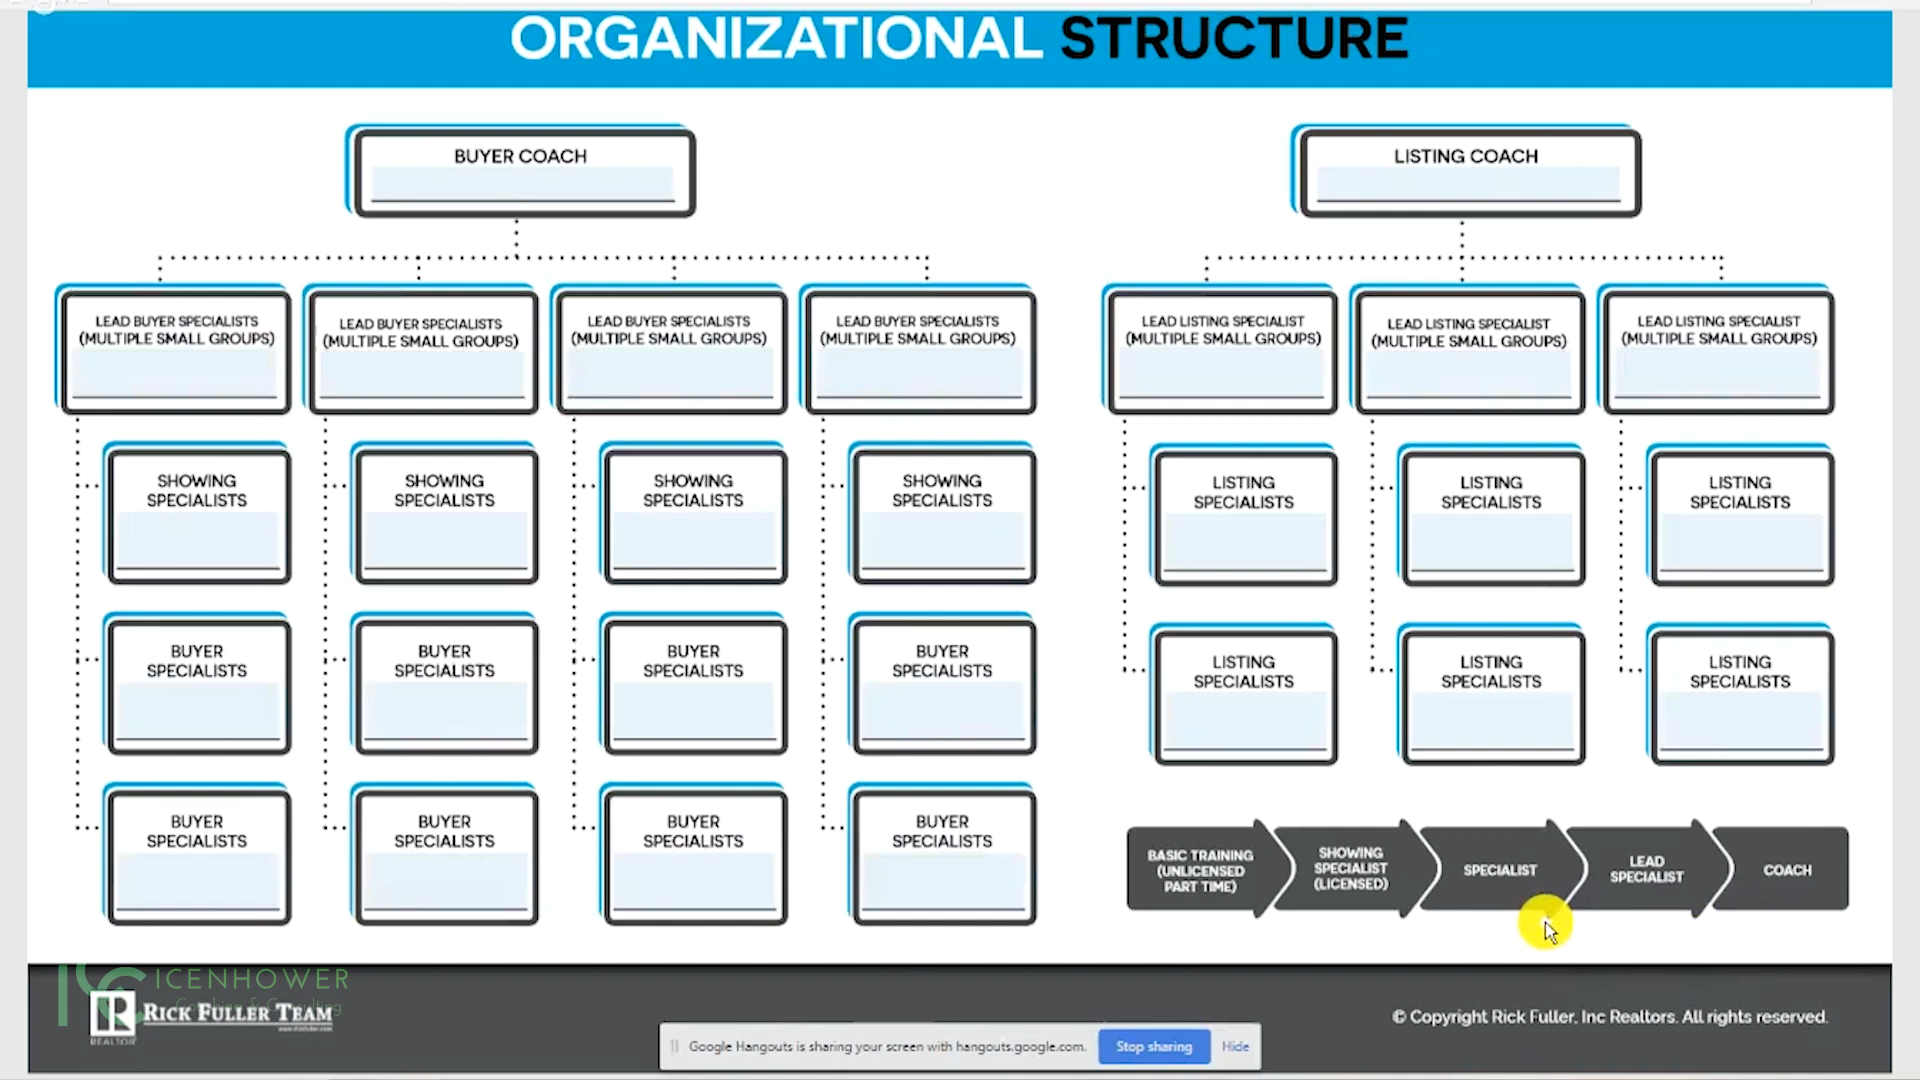 ORGANIZATIONAL STRUCTURE
BUYER COACH
LEAD BUYER SPECIALISTS
(MULTIPLE SMALL GROUPS)
SHOWING
SPECIALISTS
BUYER
SPECIALISTS
BUYER
SPECIALISTS
LEAD BUYER SPECIALISTS
(MULTIPLE SMALL GROUPS)
SHOWING
SPECIALISTS
BUYER
SPECIALISTS
BUYER
SPECIALISTS
LEAD BUYER SPECIALISTS
(MULTIPLE SMALL GROUPS)
SHOWING
SPECIALISTS
BUYER
SPECIALISTS
BUYER
SPECIALISTS
LEAD BUYER SPECIALISTS
(MULTIPLE SMALL GROUPS)
SHOWING
SPECIALISTS
BUYER
SPECIALISTS
BUYER
SPECIALISTS
LISTING COACH
LEAD LISTING SPECIALIST
(MULTIPLE SMALL GROUPS)
LISTING
SPECIALISTS
LISTING
SPECIALISTS
LEAD LISTING SPECIALIST
(MULTIPLE SMALL GROUPS)
LISTING
SPECIALISTS
LISTING
SPECIALISTS
LEAD LISTING SPECIALIST
(MULTIPLE SMALL GROUPS)
LISTING
SPECIALISTS
LISTING
SPECIALISTS
BASIC TRAINING
(UNLICENSED
PART TIME)
SHOWING
SPECIALIST
(LICENSED)
SPECIALIST
LEAD
SPECIALIST
COACH
ICENHOWER
Coaching & Consulting
RICK FULLER TEAM
REALTOR
© Copyright Rick Fuller, Inc Realtors. All rights reserved.
Google Hangouts is sharing your screen with hangouts.google.com.
Stop sharing
Hide